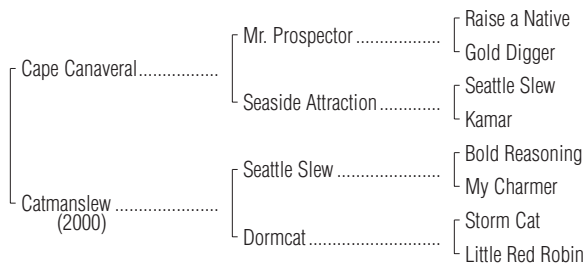 Raise a Native
Mr. Prospector ..................
Gold Digger
Cape Canaveral.................
Seattle Slew
Seaside Attraction.............
Kamar
Bold Reasoning
Seattle Slew ......................
My Charmer
Catmanslew ......................
(2000)
Storm Cat
Dormcat............................
Little Red Robin